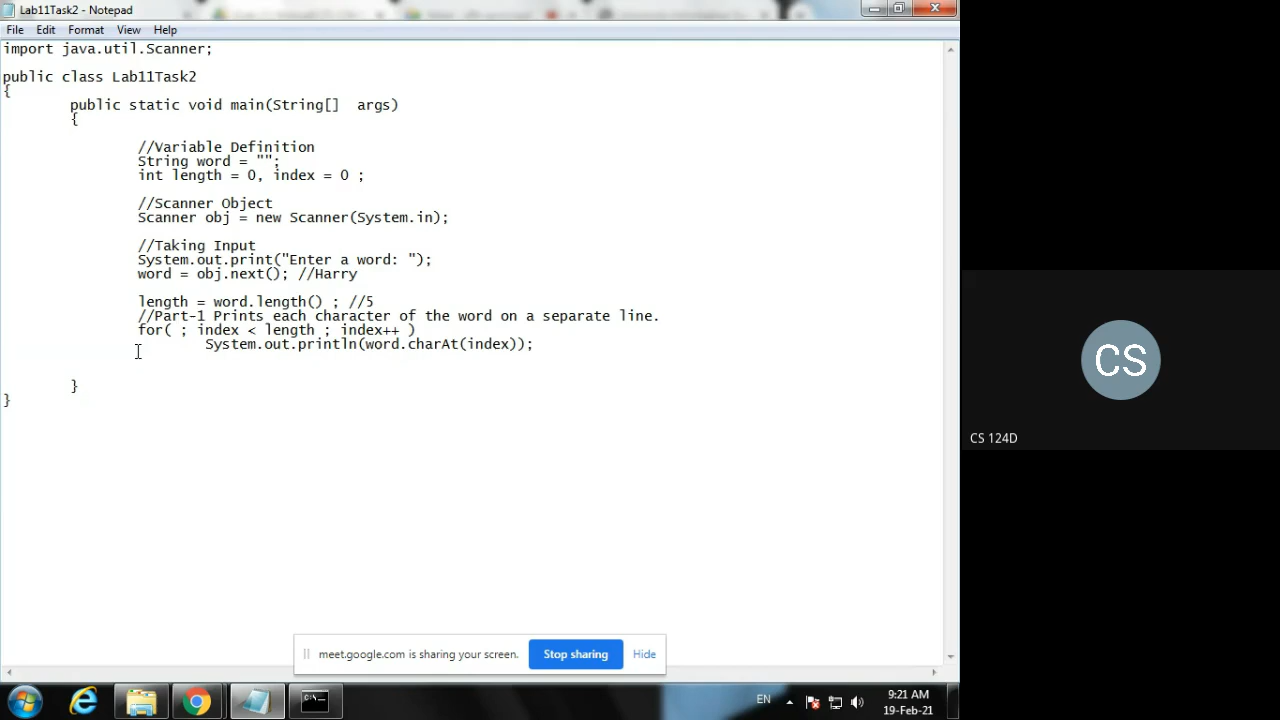 Lab11Task2 - Notepad
File Edit Format View Help
import java.util.Scanner;
public class Lab11Task2
{
public static void main(String[]  args)
{
//Variable Definition
String word = "";
int length = 0, index = 0 ;
//Scanner Object
Scanner obj = new Scanner(System.in);
//Taking Input
System.out.print("Enter a word: ");
word = obj.next(); //Harry
length = word.length() ; //5
//Part-1 Prints each character of the word on a separate line.
for( ; index < length ; index++ )
System.out.println(word.charAt(index));
}
}
CS
CS 124D
meet.google.com is sharing your screen. Stop sharing Hide
EN
9:21 AM
19-Feb-21